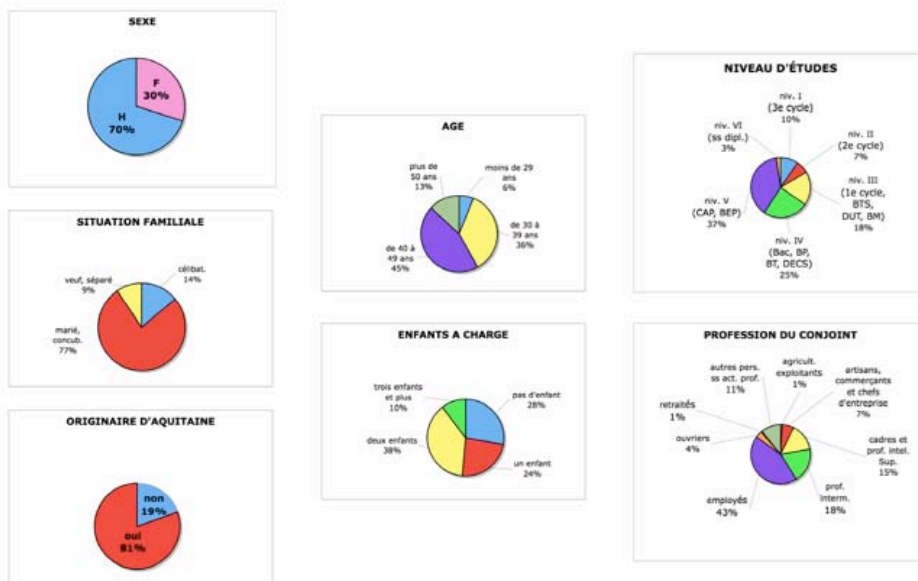 SEXE
F
30%
H
70%
SITUATION FAMILIALE
veuf, séparé
9%
célibat.
14%
marié,
concub.
77%
ORIGINAIRE D'AQUITAINE
non
19%
oui
81%
AGE
plus de
50 ans
13%
moins de 29
ans
6%
de 30 à
39 ans
36%
de 40 à
49 ans
45%
ENFANTS A CHARGE
trois enfants
et plus
10%
pas d'enfant
28%
deux enfants
38%
un enfant
24%
NIVEAU D'ÉTUDES
niv. I
(3e cycle)
10%
niv. VI
(ss dipl.)
3%
niv. II
(2e cycle)
7%
niv. III
(1e cycle,
BTS,
DUT, BM)
18%
niv. V
(CAP, BEP)
37%
niv. IV
(Bac, BP,
BT, DECS)
25%
PROFESSION DU CONJOINT
autres pers.
ss act. prof.
11%
agricult.
exploitants
1%
artisans,
commerçants
et chefs
d'entreprise
7%
retraités
1%
ouvriers
4%
cadres et
prof. intel.
Sup.
15%
employés
43%
prof.
interm.
18%